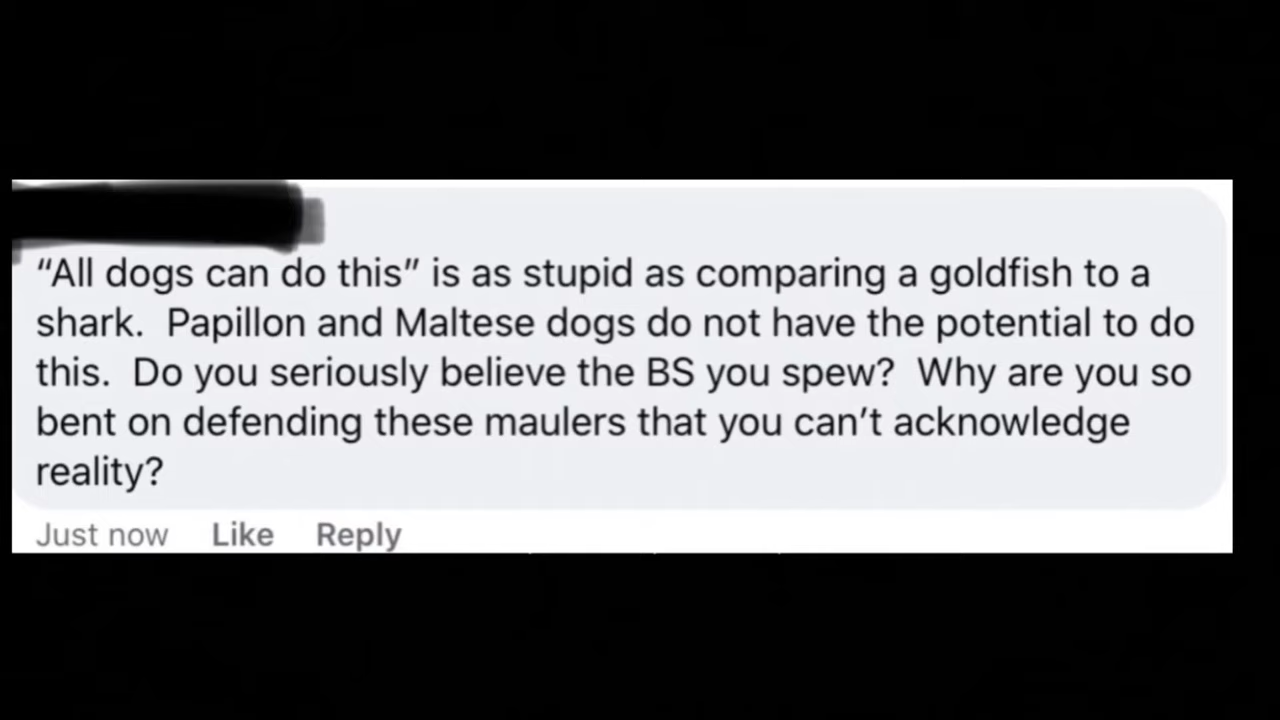 “All dogs can do this” is as stupid as comparing a goldfish to a
shark.  Papillon and Maltese dogs do not have the potential to do
this.  Do you seriously believe the BS you spew?  Why are you so
bent on defending these maulers that you can’t acknowledge
reality?
Just now Like Reply